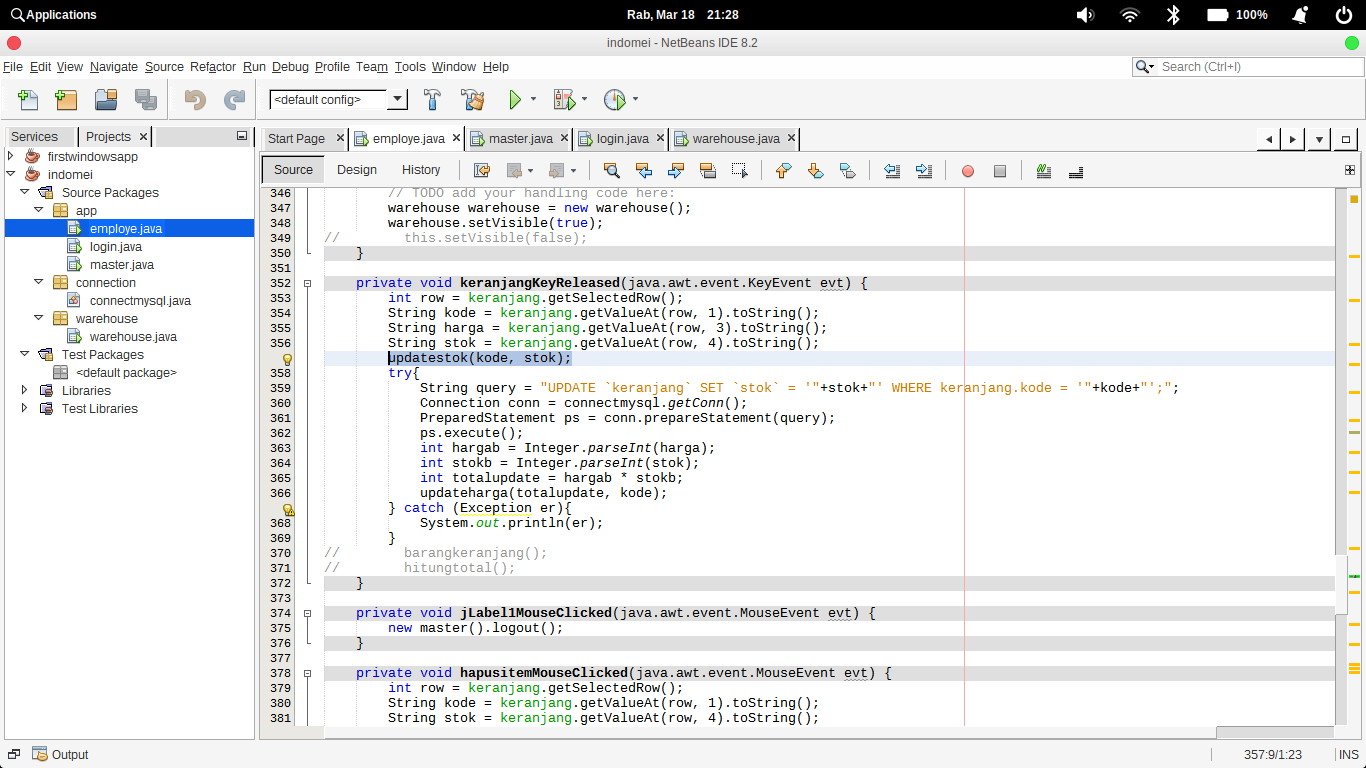 Applications
Rab, Mar 18 21:28
100%
indomei - NetBeans IDE 8.2
File Edit View Navigate Source Refactor Run Debug Profile Team Tools Window Help
Search (Ctrl+I)
<default config>
Services Projects
firstwindowsapp
indomei
Source Packages
app
employe.java
login.java
master.java
connection
connectmysql.java
warehouse
warehouse.java
Test Packages
<default package>
Libraries
Test Libraries
Start Page employe.java master.java login.java warehouse.java
Source Design History
346 // TODO add your handling code here:
347 warehouse warehouse = new warehouse();
348 warehouse.setVisible(true);
349 // this.setVisible(false);
350 }
351
352 private void keranjangKeyReleased(java.awt.event.KeyEvent evt) {
353 int row = keranjang.getSelectedRow();
354 String kode = keranjang.getValueAt(row, 1).toString();
355 String harga = keranjang.getValueAt(row, 3).toString();
356 String stok = keranjang.getValueAt(row, 4).toString();
updatestok(kode, stok);
358 try{
359 String query = "UPDATE `keranjang` SET `stok` = '"+stok+"' WHERE keranjang.kode = '"+kode+"';";
360 Connection conn = connectmysql.getConn();
361 PreparedStatement ps = conn.prepareStatement(query);
362 ps.execute();
363 int hargab = Integer.parseInt(harga);
364 int stokb = Integer.parseInt(stok);
365 int totalupdate = hargab * stokb;
366 updateharga(totalupdate, kode);
} catch (Exception er){
368 System.out.println(er);
369 }
370 // barangkeranjang();
371 // hitungtotal();
372 }
373
374 private void jLabel1MouseClicked(java.awt.event.MouseEvent evt) {
375 new master().logout();
376 }
377
378 private void hapusitemMouseClicked(java.awt.event.MouseEvent evt) {
379 int row = keranjang.getSelectedRow();
380 String kode = keranjang.getValueAt(row, 1).toString();
381 String stok = keranjang.getValueAt(row, 4).toString();
Output
357:9/1:23 INS